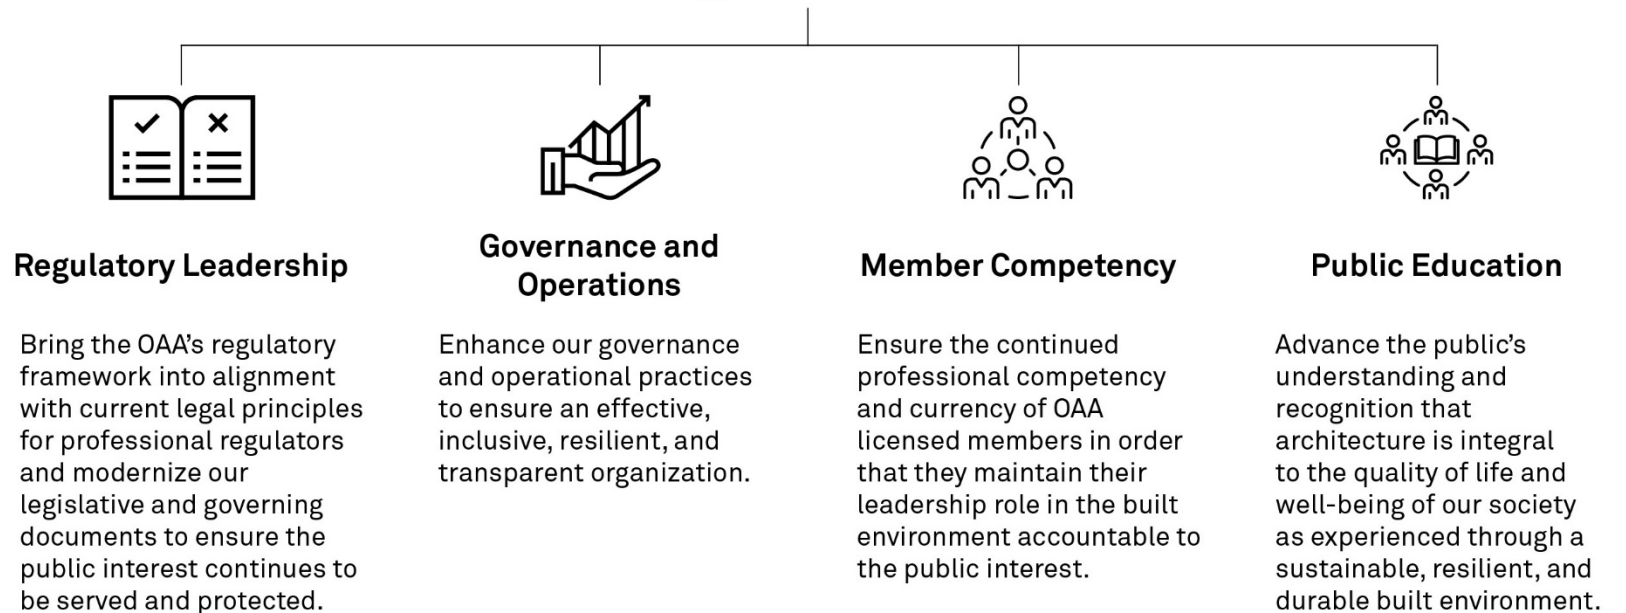 Regulatory Leadership
Bring the OAA's regulatory
framework into alignment
with current legal principles
for professional regulators
and modernize our
legislative and governing
documents to ensure the
public interest continues to
be served and protected.
Governance and
Operations
Enhance our governance
and operational practices
to ensure an effective,
inclusive, resilient, and
transparent organization.
Member Competency
Ensure the continued
professional competency
and currency of OAA
licensed members in order
that they maintain their
leadership role in the built
environment accountable to
the public interest.
Public Education
Advance the public's
understanding and
recognition that
architecture is integral
to the quality of life and
well-being of our society
as experienced through a
sustainable, resilient, and
durable built environment.